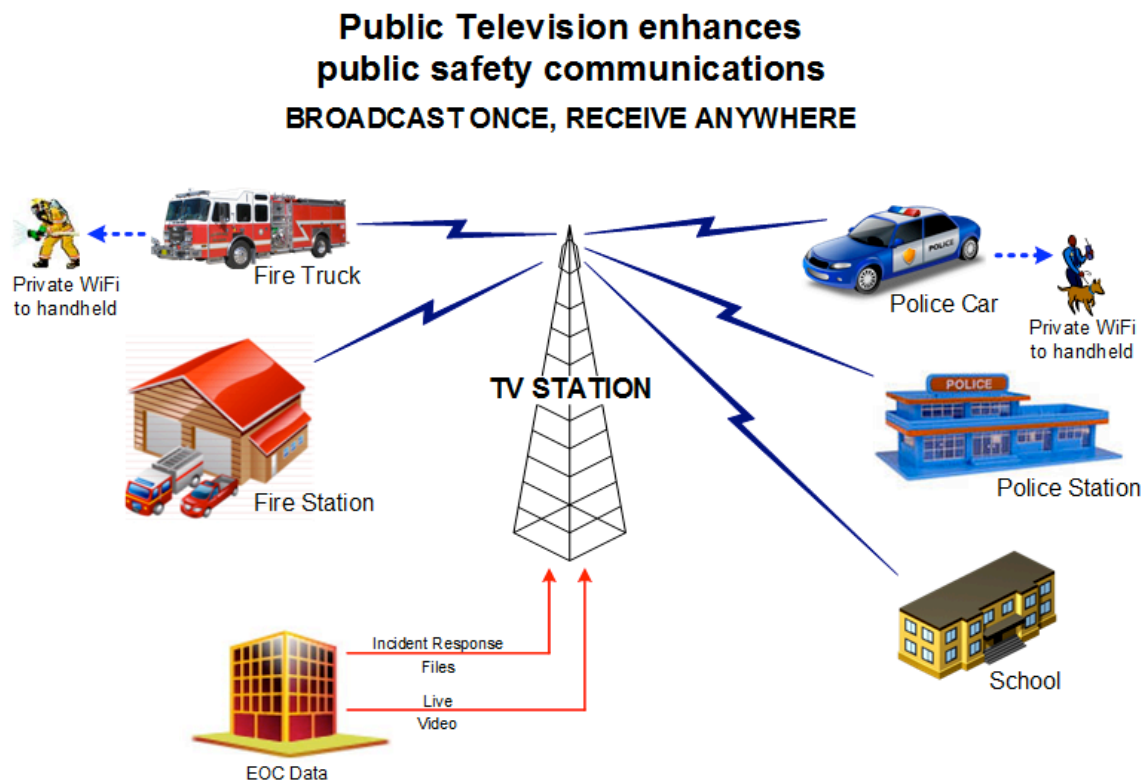 Public Television enhances
public safety communications
BROADCAST ONCE, RECEIVE ANYWHERE
Private WiFi
to handheld
Fire Truck
POLICE
Police Car
Private WiFi
to handheld
TV STATION
POLICE
Fire Station
Police Station
Incident Response
Files
Live
Video
School
EOC Data